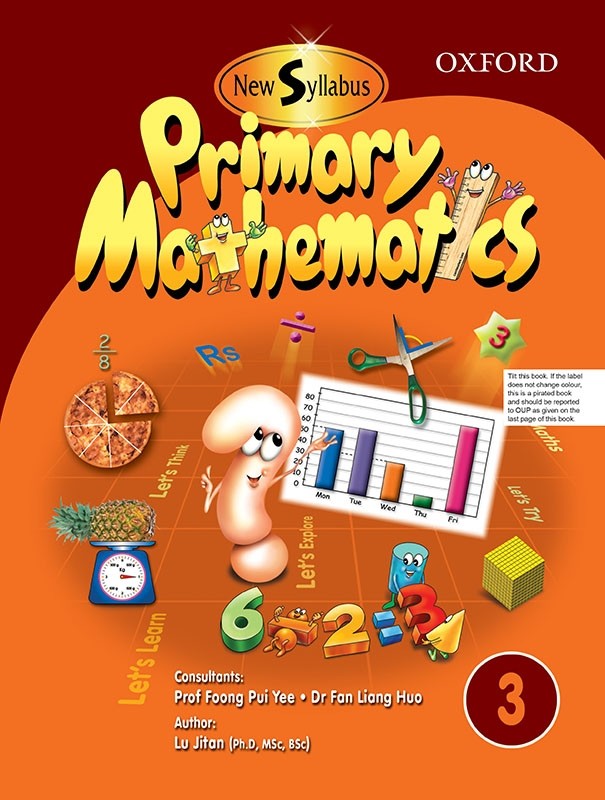 OXFORD
New Syllabus
Primary
Mathematics
2/8
Rs
÷
3
Tilt this book. If the label
does not change colour,
this is a pirated book
and should be reported
to OUP as given on the
last page of this book.
80
70
60
50
40
30
20
10
0
Mon Tue Wed Thu Fri
Maths
Let's Think
Let's Try
Let's Explore
Let's Learn
6 ÷ 2 = 3
Consultants:
Prof Foong Pui Yee • Dr Fan Liang Huo
Author:
Lu Jitan (Ph.D, MSc, BSc)
3